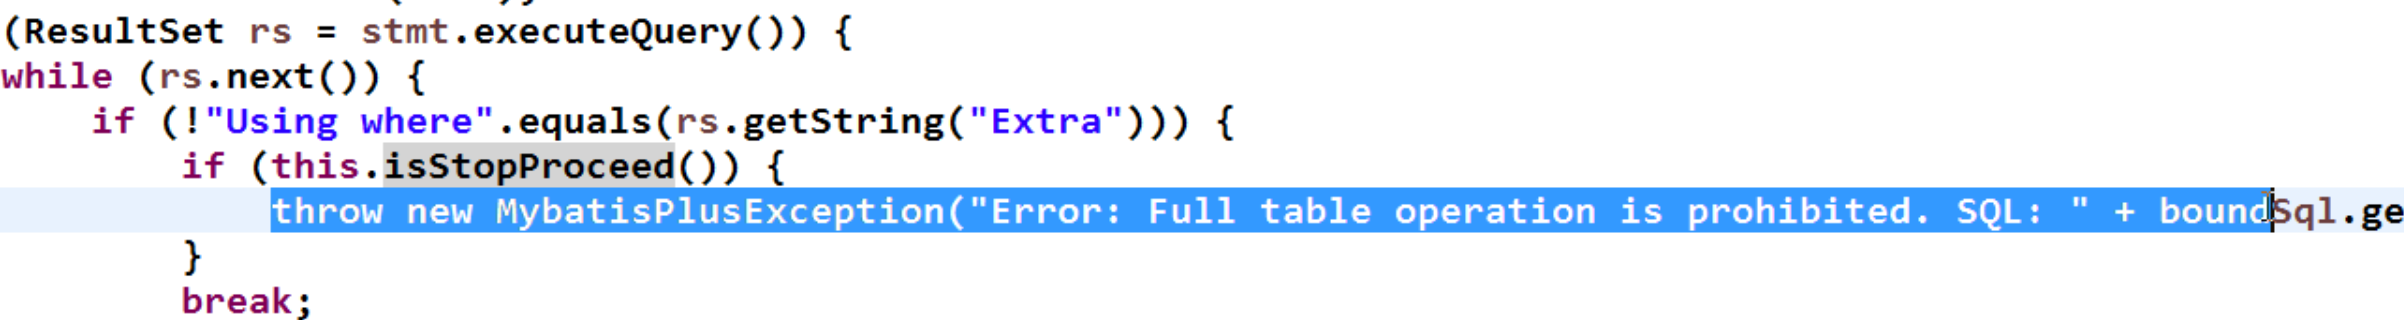 (ResultSet rs = stmt.executeQuery()) {
while (rs.next()) {
if (!"Using where".equals(rs.getString("Extra"))) {
if (this.isStopProceed()) {
throw new MybatisPlusException("Error: Full table operation is prohibited. SQL: " + boundSql.ge
}
break;